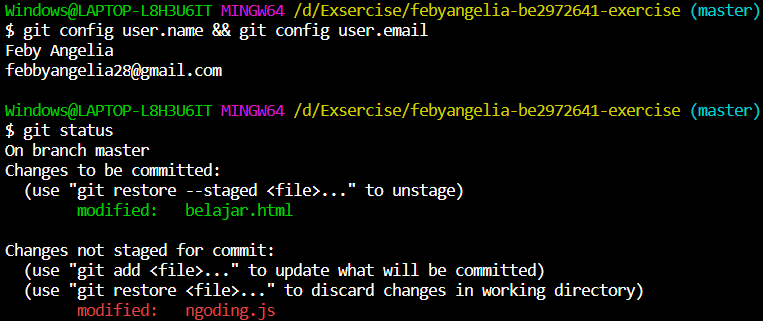 Windows@LAPTOP-L8H3U6IT MINGW64 /d/Exsercise/febyangelia-be2972641-exercise (master)
$ git config user.name && git config user.email
Feby Angelia
febbyangelia28@gmail.com
Windows@LAPTOP-L8H3U6IT MINGW64 /d/Exsercise/febyangelia-be2972641-exercise (master)
$ git status
On branch master
Changes to be committed:
  (use "git restore --staged <file>..." to unstage)
        modified:   belajar.html
Changes not staged for commit:
  (use "git add <file>..." to update what will be committed)
  (use "git restore <file>..." to discard changes in working directory)
        modified:   ngoding.js